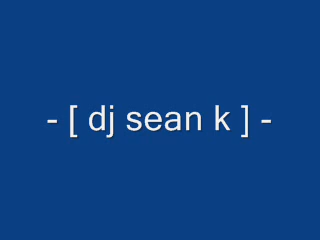 - [ dj sean k ] -